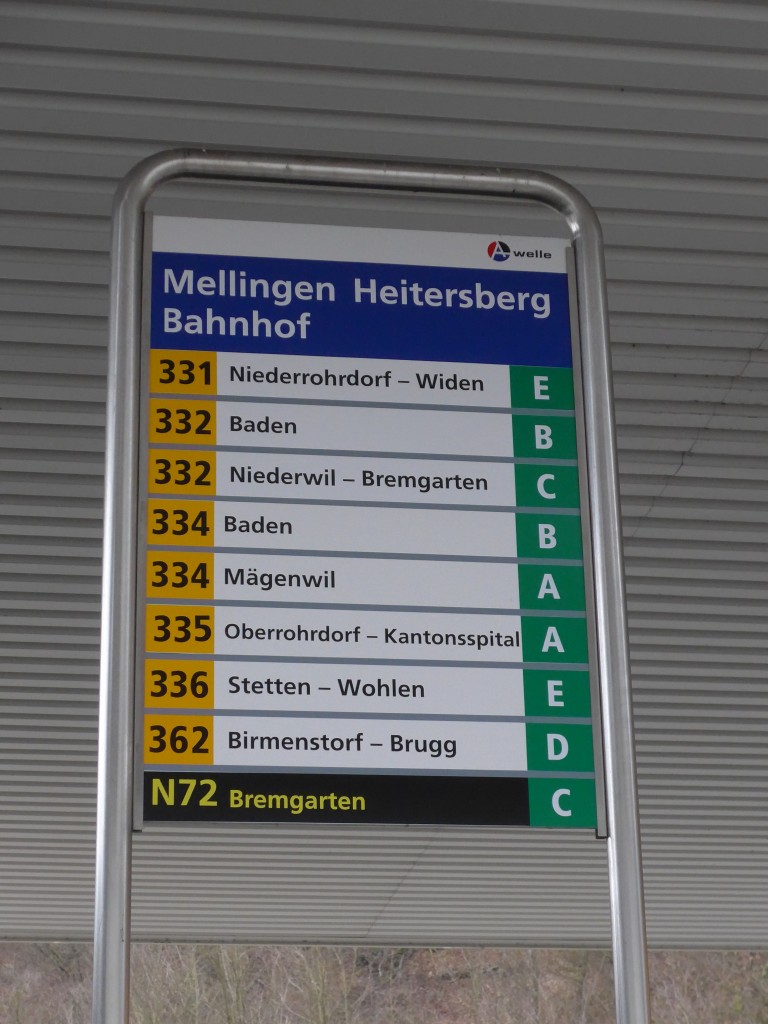 A welle
Mellingen Heitersberg
Bahnhof
331 Niederrohrdorf – Widen E
332 Baden B
332 Niederwil – Bremgarten C
334 Baden B
334 Mägenwil A
335 Oberrohrdorf – Kantonsspital A
336 Stetten – Wohlen E
362 Birmenstorf – Brugg D
N72 Bremgarten C